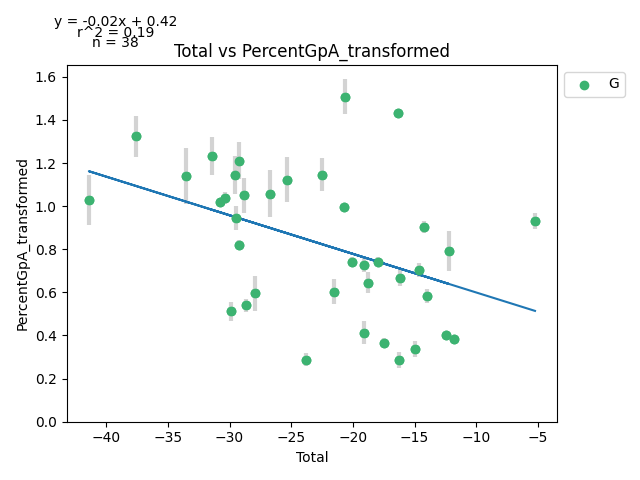 y = -0.02x + 0.42
r^2 = 0.19
n = 38
Total vs PercentGpA_transformed
G
PercentGpA_transformed
1.6
1.4
1.2
1.0
0.8
0.6
0.4
0.2
0.0
−40 −35 −30 −25 −20 −15 −10 −5
Total